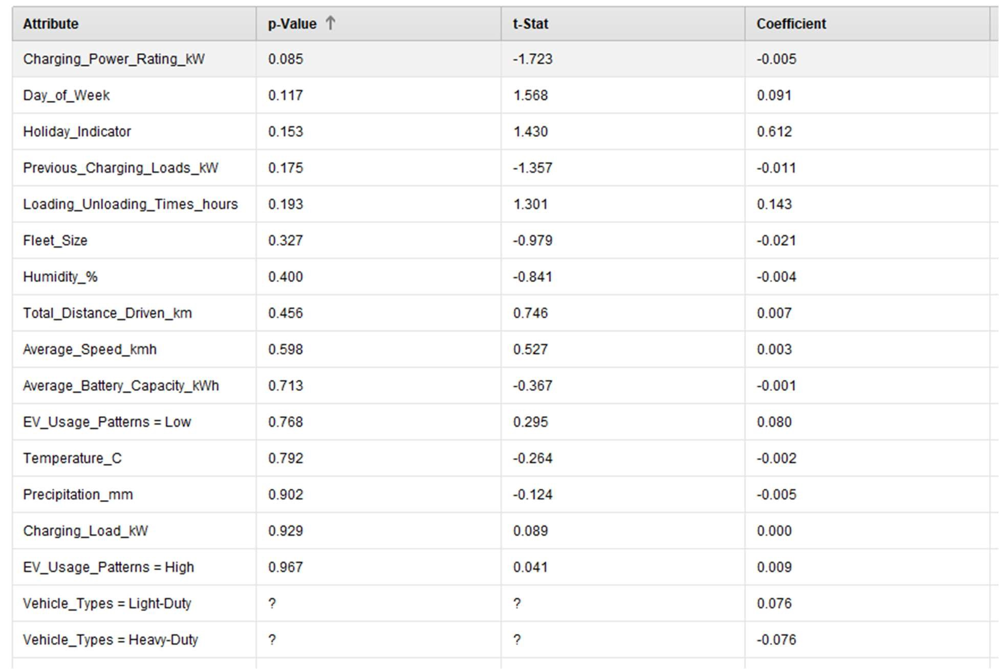 Attribute p-Value ↑ t-Stat Coefficient
Charging_Power_Rating_kW 0.085 -1.723 -0.005
Day_of_Week 0.117 1.568 0.091
Holiday_Indicator 0.153 1.430 0.612
Previous_Charging_Loads_kW 0.175 -1.357 -0.011
Loading_Unloading_Times_hours 0.193 1.301 0.143
Fleet_Size 0.327 -0.979 -0.021
Humidity_% 0.400 -0.841 -0.004
Total_Distance_Driven_km 0.456 0.746 0.007
Average_Speed_kmh 0.598 0.527 0.003
Average_Battery_Capacity_kWh 0.713 -0.367 -0.001
EV_Usage_Patterns = Low 0.768 0.295 0.080
Temperature_C 0.792 -0.264 -0.002
Precipitation_mm 0.902 -0.124 -0.005
Charging_Load_kW 0.929 0.089 0.000
EV_Usage_Patterns = High 0.967 0.041 0.009
Vehicle_Types = Light-Duty ? ? 0.076
Vehicle_Types = Heavy-Duty ? ? -0.076